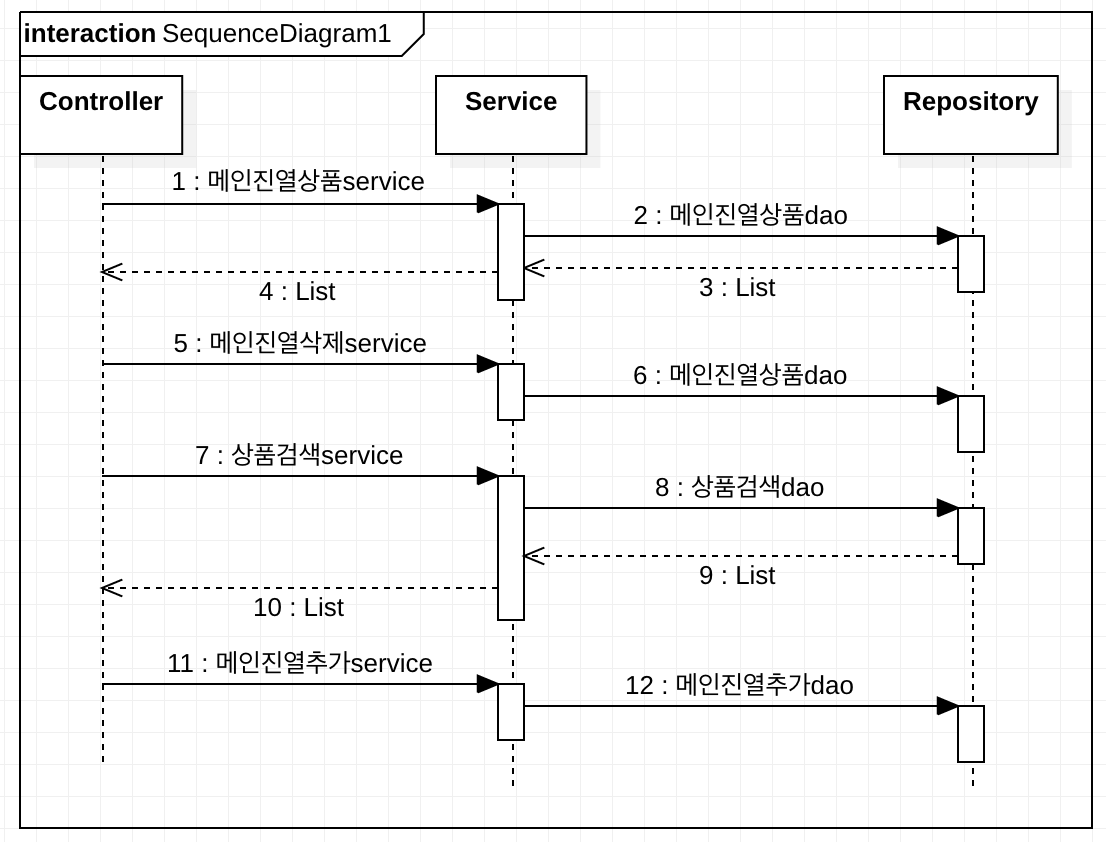 interaction SequenceDiagram1
Controller
Service
Repository
1 : 메인진열상품service
2 : 메인진열상품dao
3 : List
4 : List
5 : 메인진열삭제service
6 : 메인진열상품dao
7 : 상품검색service
8 : 상품검색dao
9 : List
10 : List
11 : 메인진열추가service
12 : 메인진열추가dao